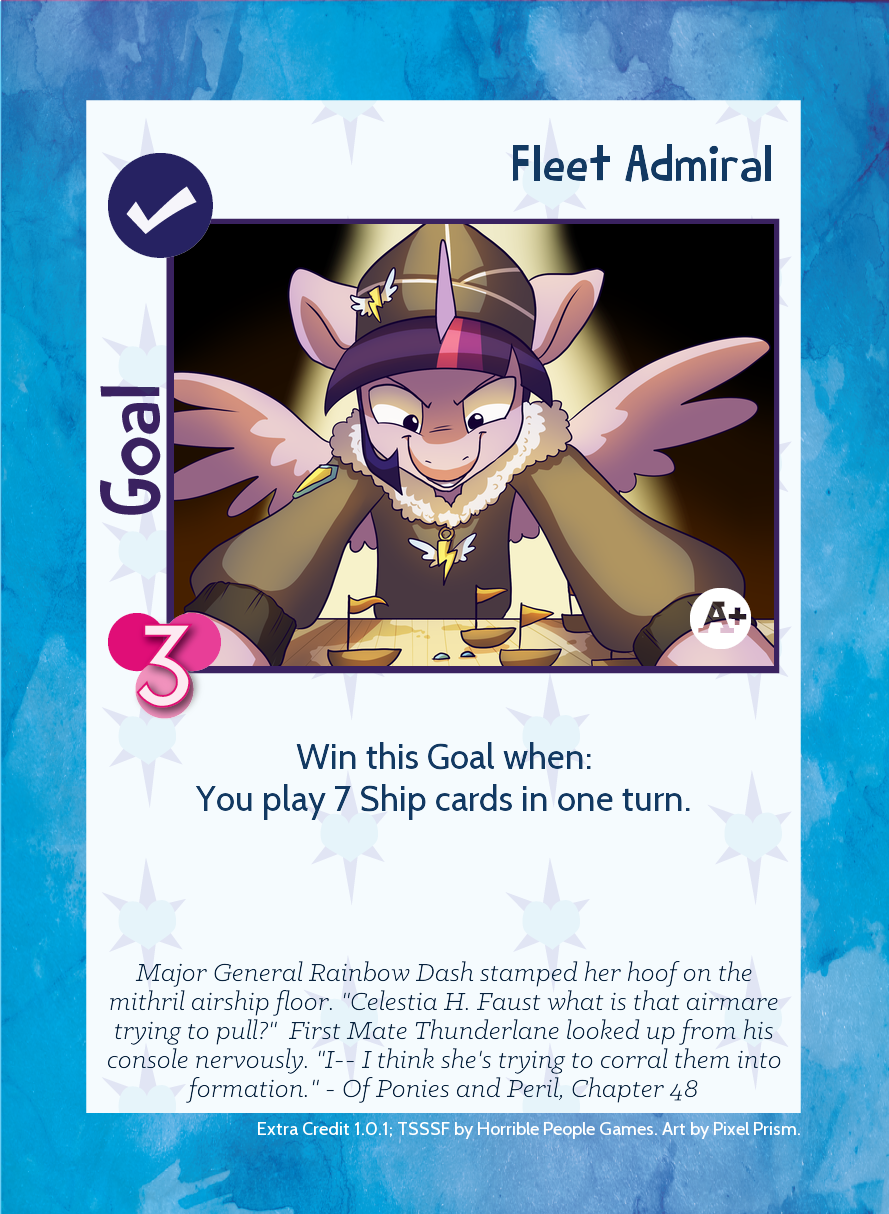 Fleet Admiral
Goal
A+
3
Win this Goal when:
You play 7 Ship cards in one turn.
Major General Rainbow Dash stamped her hoof on the
mithril airship floor. "Celestia H. Faust what is that airmare
trying to pull?"  First Mate Thunderlane looked up from his
console nervously. "I-- I think she's trying to corral them into
formation." - Of Ponies and Peril, Chapter 48
Extra Credit 1.0.1; TSSSF by Horrible People Games. Art by Pixel Prism.